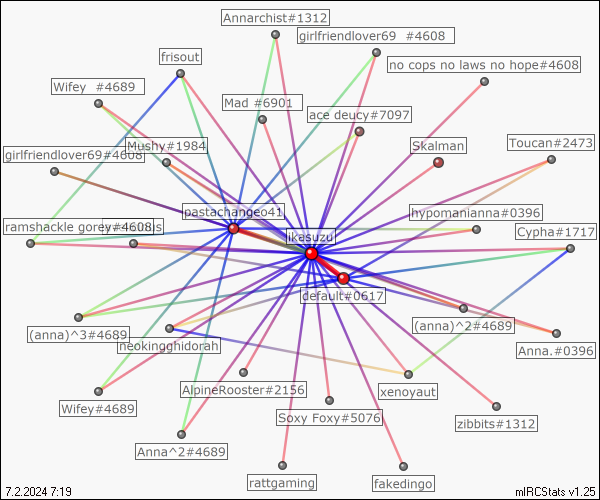 Annarchist#1312
girlfriendlover69 #4608
frisout
no cops no laws no hope#4608
Wifey #4689
Mad #6901
ace deucy#7097
Mushy#1984
Skalman
Toucan#2473
girlfriendlover69#4608
pastachangeo41
hypomanianna#0396
ramshackle gorey#4608
ikasuzu
Cypha#1717
default#0617
(anna)^3#4689
neokingghidorah
(anna)^2#4689
Anna.#0396
AlpineRooster#2156
xenoyaut
Wifey#4689
Soxy Foxy#5076
zibbits#1312
Anna^2#4689
rattgaming
fakedingo
7.2.2024 7:19
mIRCStats v1.25